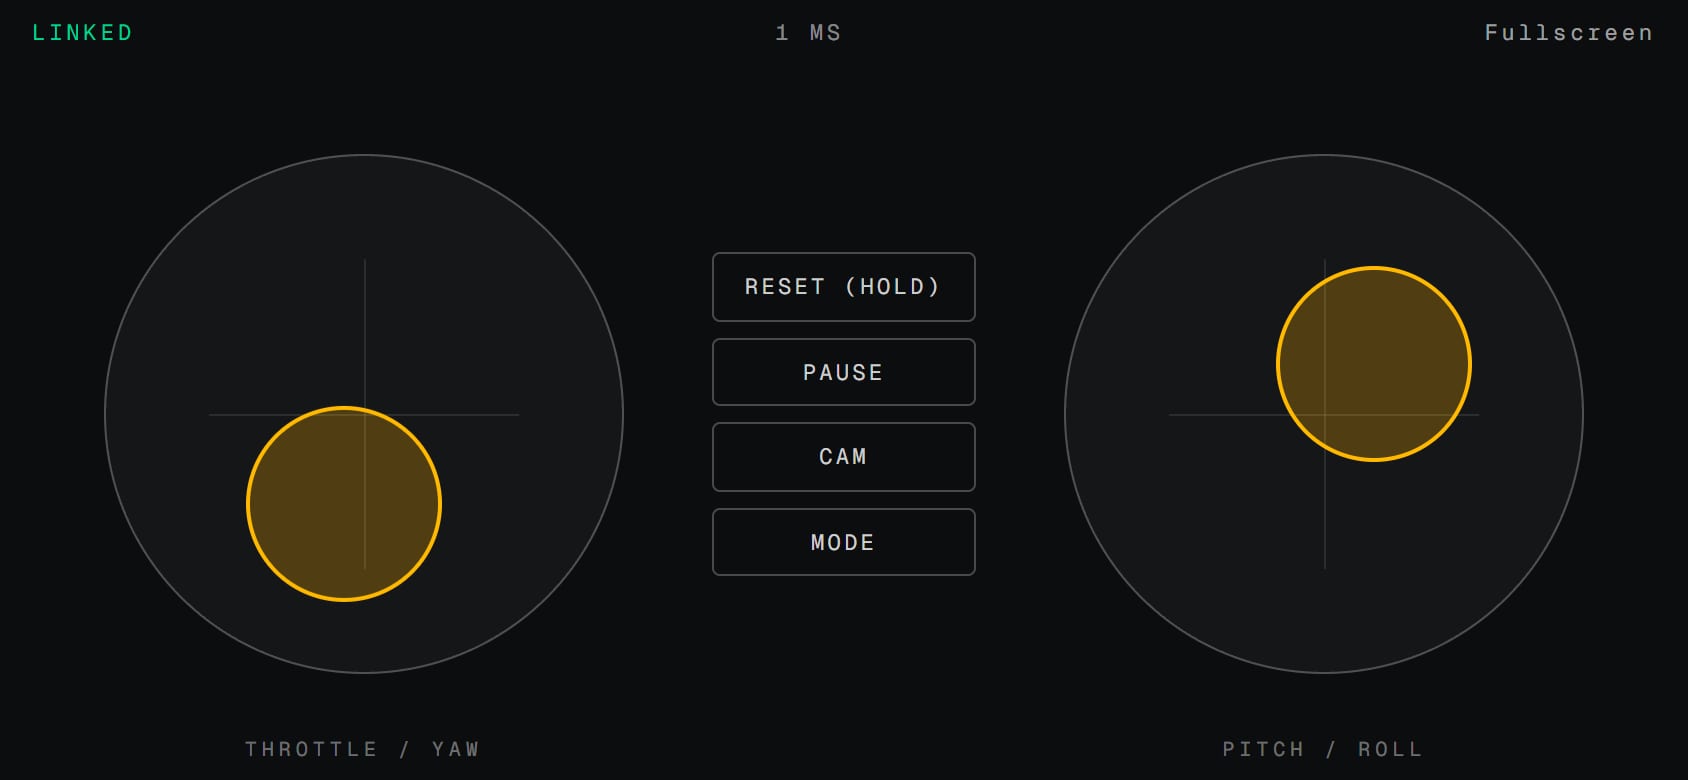 LINKED
1 MS
Fullscreen
RESET (HOLD)
PAUSE
CAM
MODE
THROTTLE / YAW
PITCH / ROLL